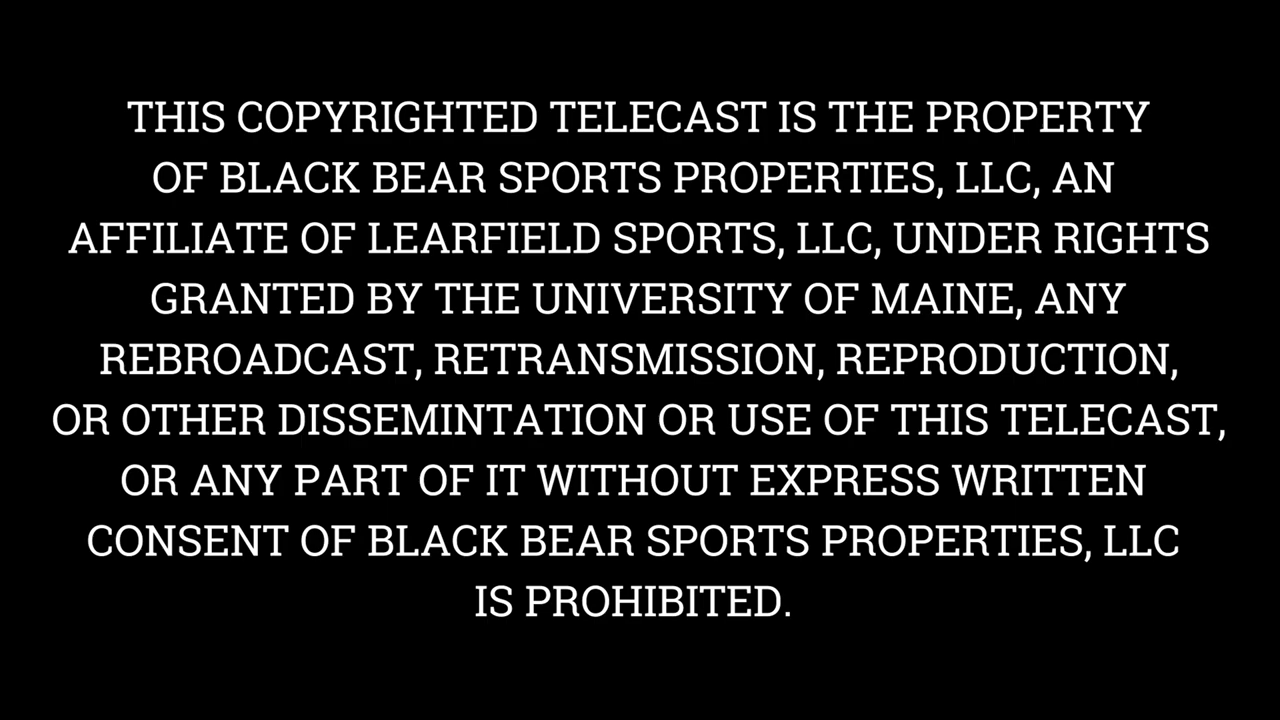 THIS COPYRIGHTED TELECAST IS THE PROPERTY
OF BLACK BEAR SPORTS PROPERTIES, LLC, AN
AFFILIATE OF LEARFIELD SPORTS, LLC, UNDER RIGHTS
GRANTED BY THE UNIVERSITY OF MAINE, ANY
REBROADCAST, RETRANSMISSION, REPRODUCTION,
OR OTHER DISSEMINTATION OR USE OF THIS TELECAST,
OR ANY PART OF IT WITHOUT EXPRESS WRITTEN
CONSENT OF BLACK BEAR SPORTS PROPERTIES, LLC
IS PROHIBITED.